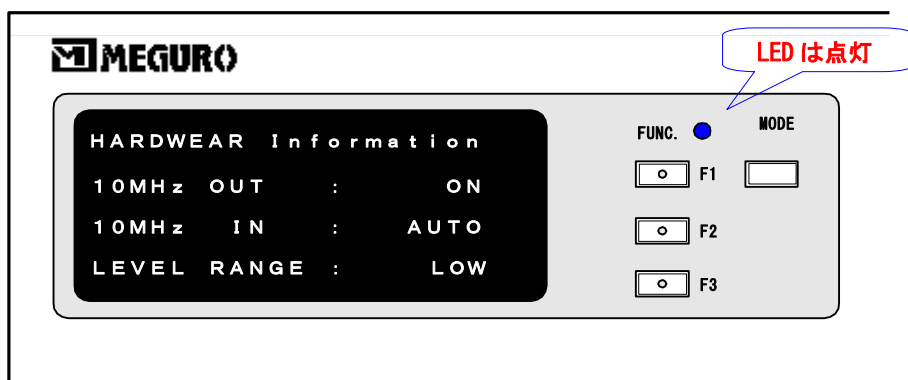 MEGURO
LED は点灯
HARDWEAR Information
10MHz OUT : ON
10MHz IN : AUTO
LEVEL RANGE : LOW
FUNC.
MODE
F1
F2
F3